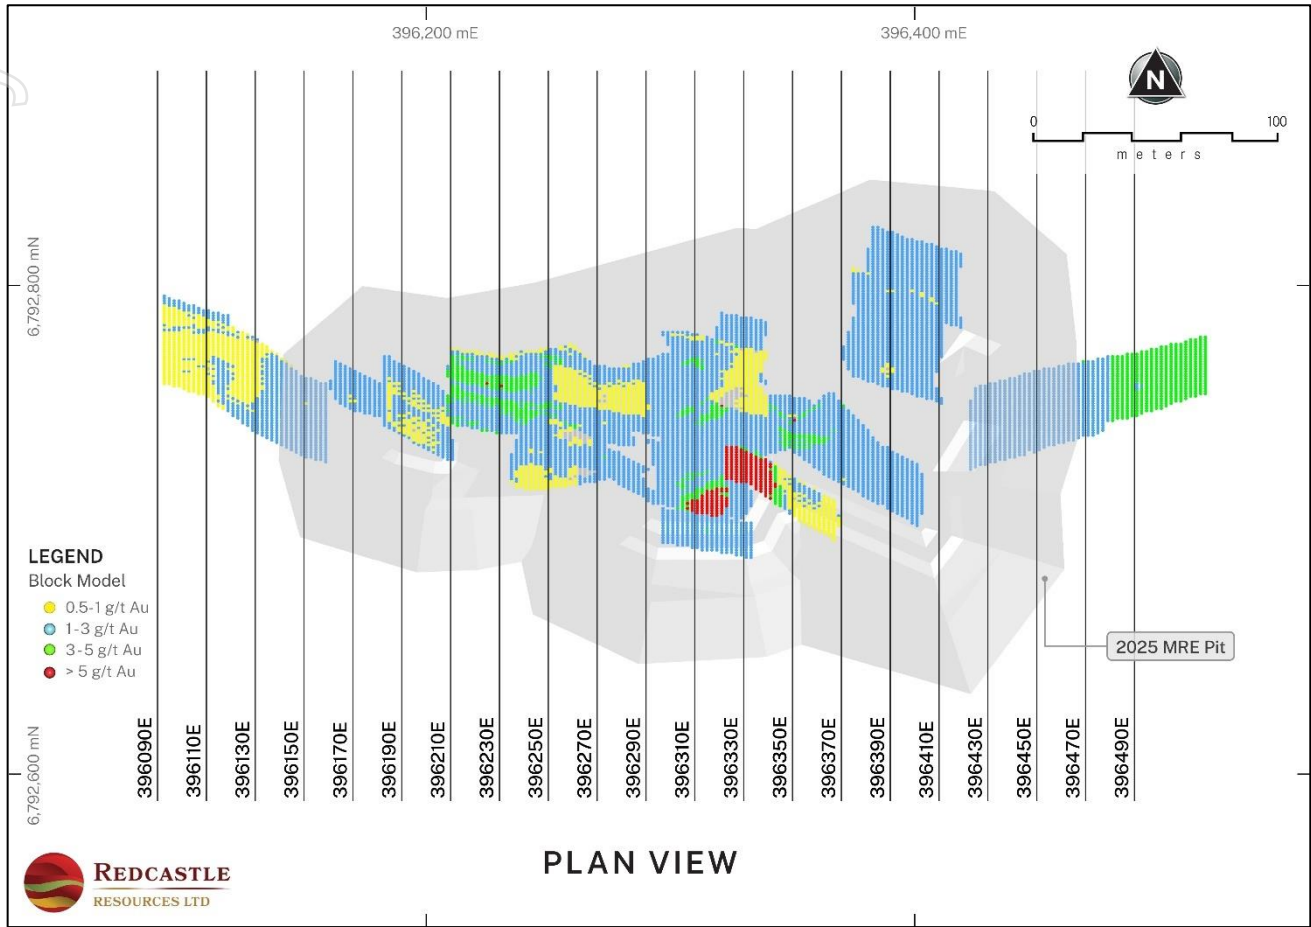 396,200 mE
396,400 mE
N
0
100
meters
6,792,800 mN
6,792,600 mN
LEGEND
Block Model
0.5-1 g/t Au
1-3 g/t Au
3-5 g/t Au
> 5 g/t Au
2025 MRE Pit
396090E
396110E
396130E
396150E
396170E
396190E
396210E
396230E
396250E
396270E
396290E
396310E
396330E
396350E
396370E
396390E
396410E
396430E
396450E
396470E
396490E
PLAN VIEW
REDCASTLE
RESOURCES LTD